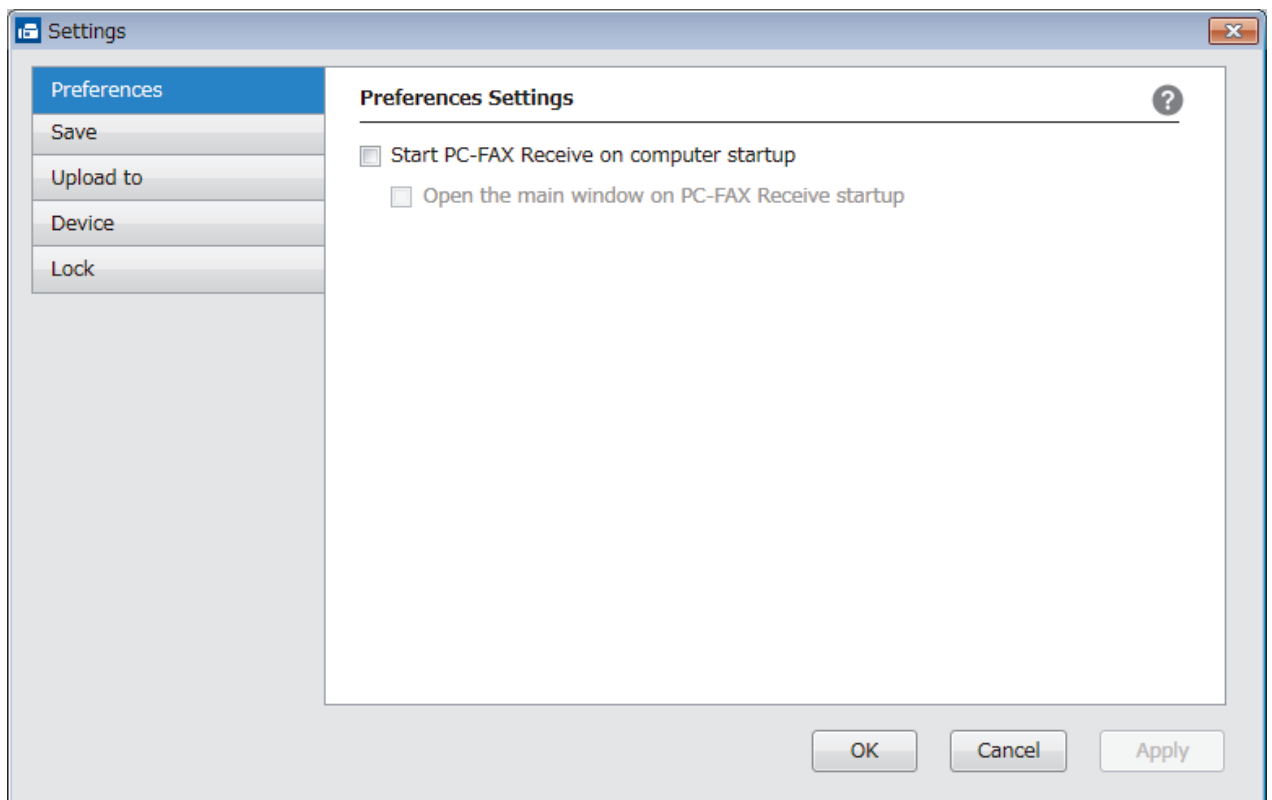 Settings
Preferences
Save
Upload to
Device
Lock
Preferences Settings
?
Start PC-FAX Receive on computer startup
Open the main window on PC-FAX Receive startup
OK
Cancel
Apply